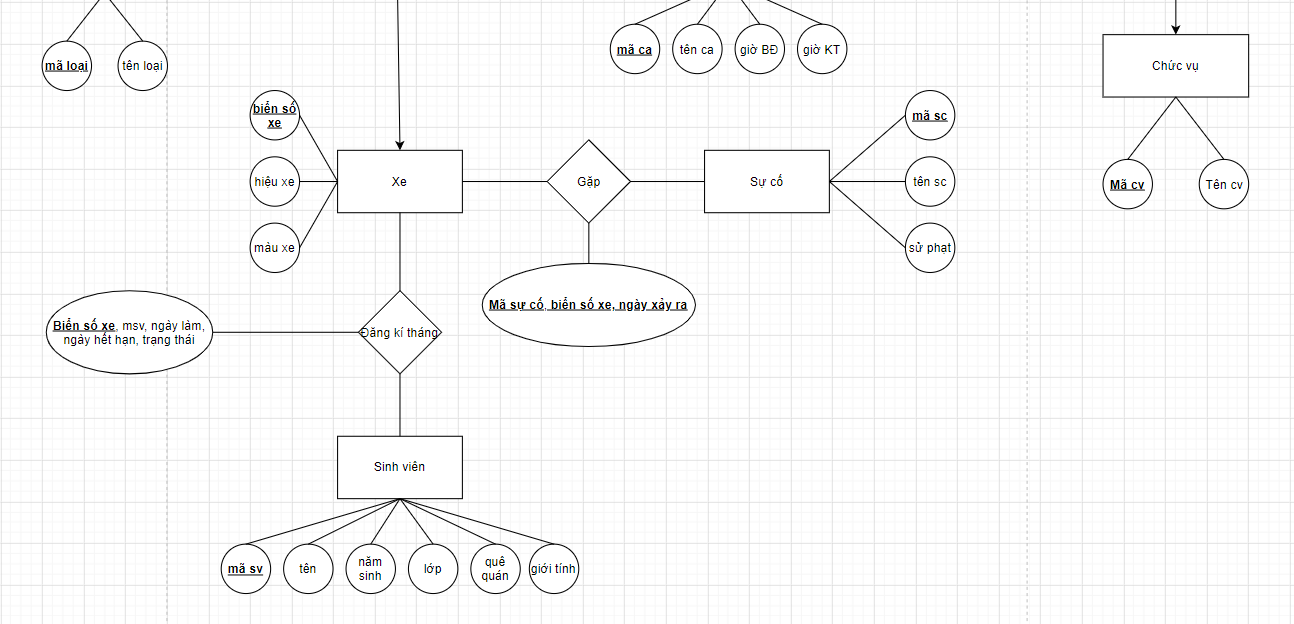 mã loại
tên loại
mã ca
tên ca
giờ BĐ
giờ KT
Chức vụ
biển số
xe
hiệu xe
màu xe
Xe
Gặp
Sự cố
mã sc
tên sc
sử phạt
Mã cv
Tên cv
Mã sự cố, biển số xe, ngày xảy ra
Biển số xe, msv, ngày làm,
ngày hết hạn, trạng thái
Đăng kí tháng
Sinh viên
mã sv
tên
năm
sinh
lớp
quê
quán
giới tính